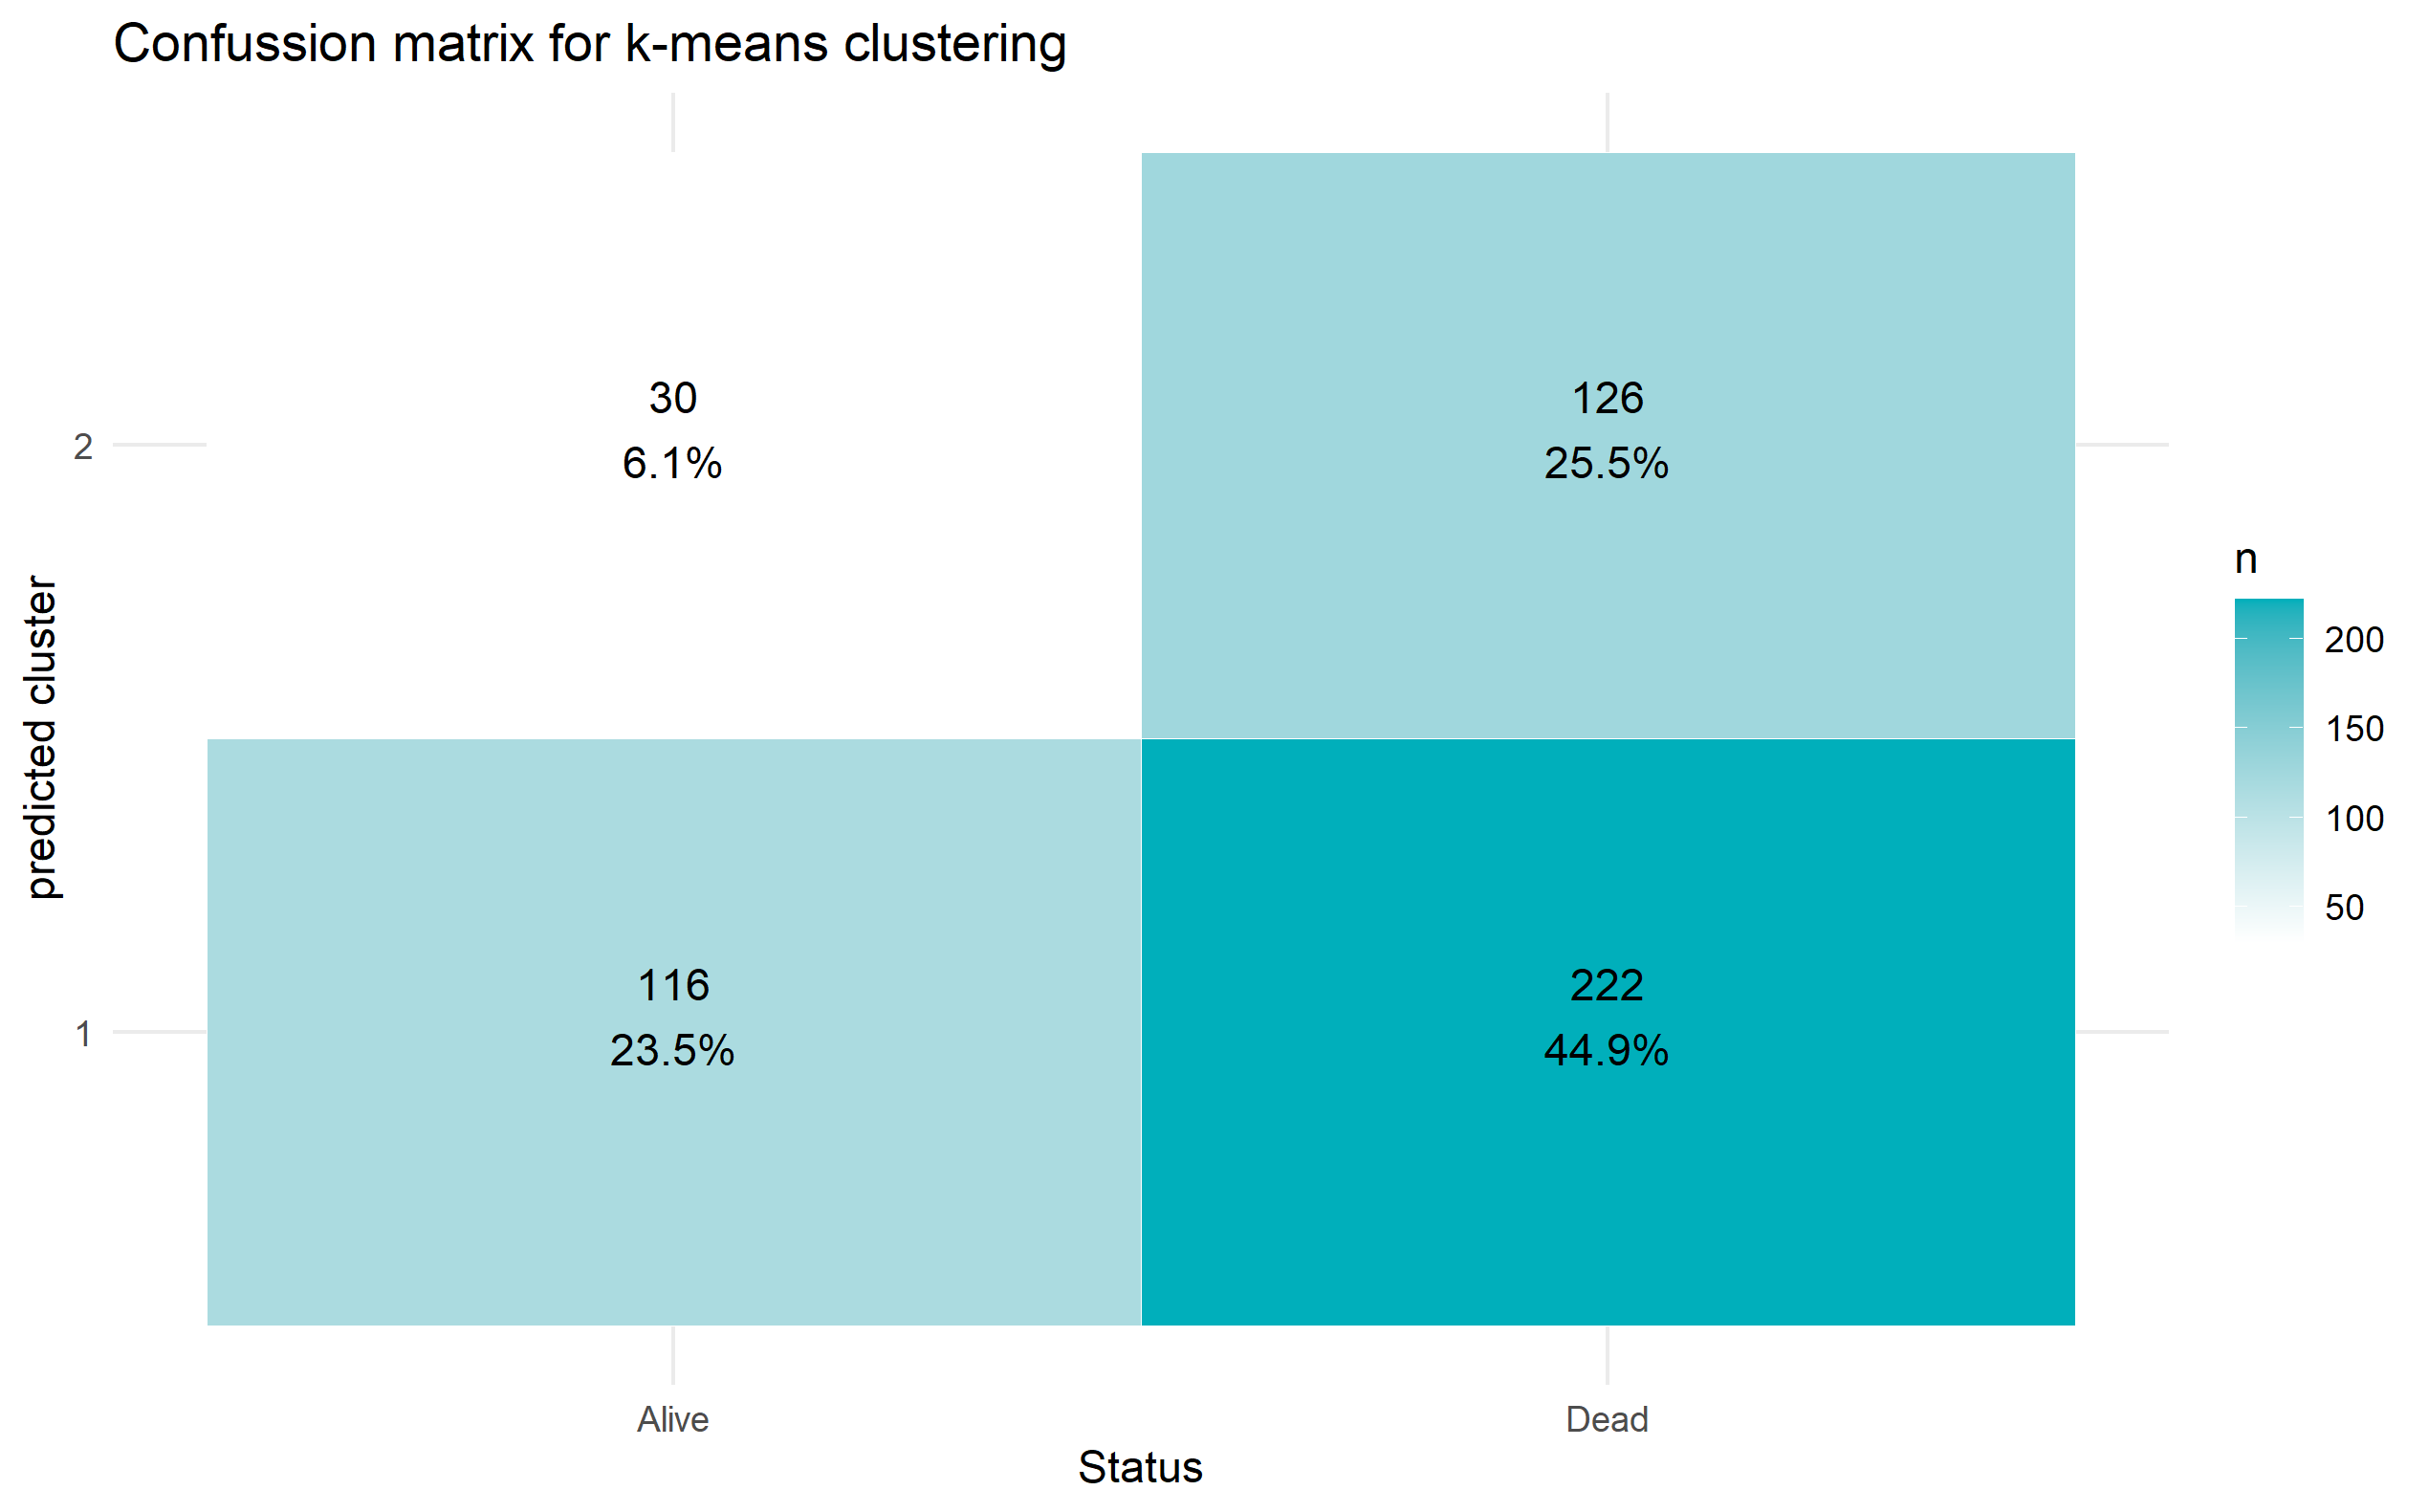 Confussion matrix for k-means clustering
30
6.1%
126
25.5%
2
116
23.5%
222
44.9%
1
predicted cluster
Alive
Dead
Status
n
200
150
100
50